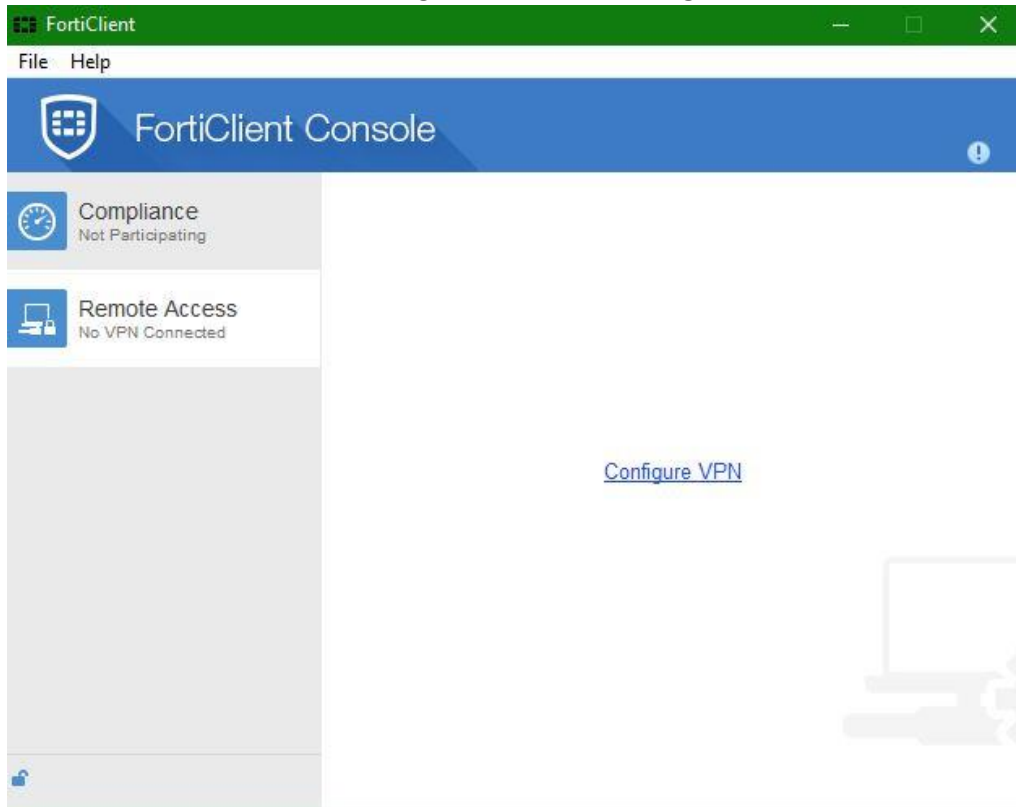 FortiClient
File Help
FortiClient Console
Compliance
Not Participating
Remote Access
No VPN Connected
Configure VPN